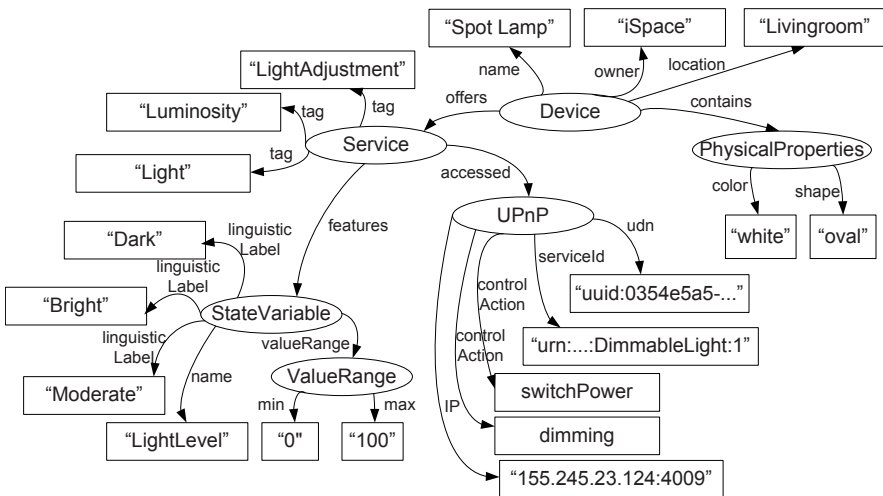 “Spot Lamp”
“iSpace”
“Livingroom”
name
owner
location
“LightAdjustment”
offers
Device
contains
“Luminosity”
tag
tag
Service
PhysicalProperties
“Light”
tag
accessed
color
shape
features
UPnP
udn
“white”
“oval”
“Dark”
linguistic
Label
serviceId
linguistic
Label
control
Action
“uuid:0354e5a5-...”
“Bright”
StateVariable
linguistic
Label
valueRange
control
Action
“urn:...:DimmableLight:1”
“Moderate”
name
ValueRange
switchPower
min
max
IP
“LightLevel”
“0"
“100”
dimming
“155.245.23.124:4009”